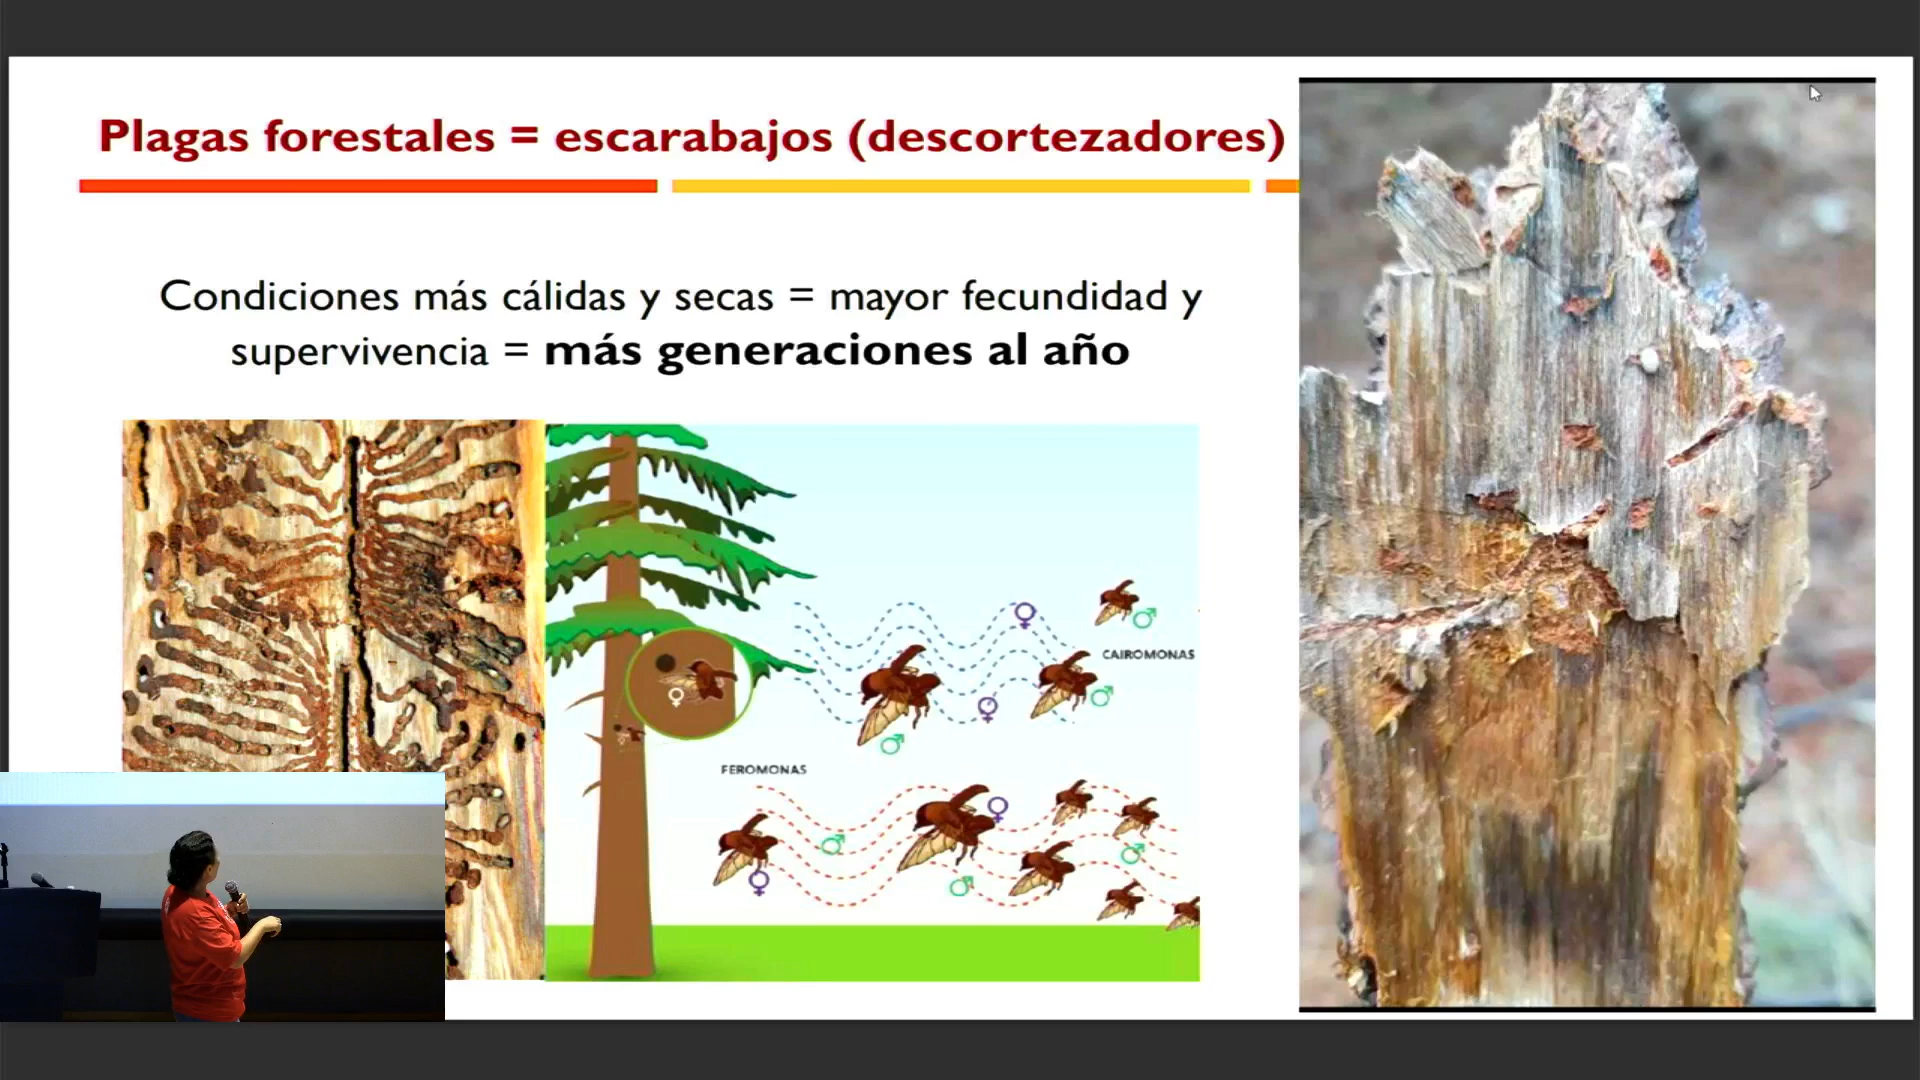 Plagas forestales = escarabajos (descortezadores)
Condiciones más cálidas y secas = mayor fecundidad y
supervivencia = más generaciones al año
CAIROMONAS
FEROMONAS